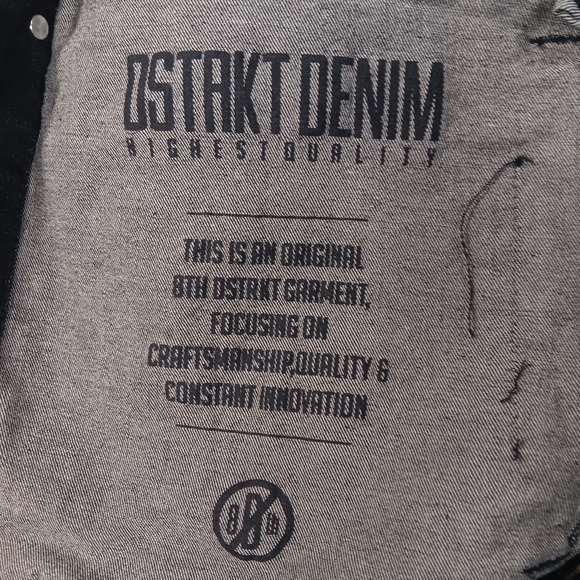 DSTRKT DENIM
HIGHEST QUALITY
THIS IS AN ORIGINAL
8TH DSTRKT GARMENT,
FOCUSING ON
CRAFTSMANSHIP,QUALITY &
CONSTANT INNOVATION